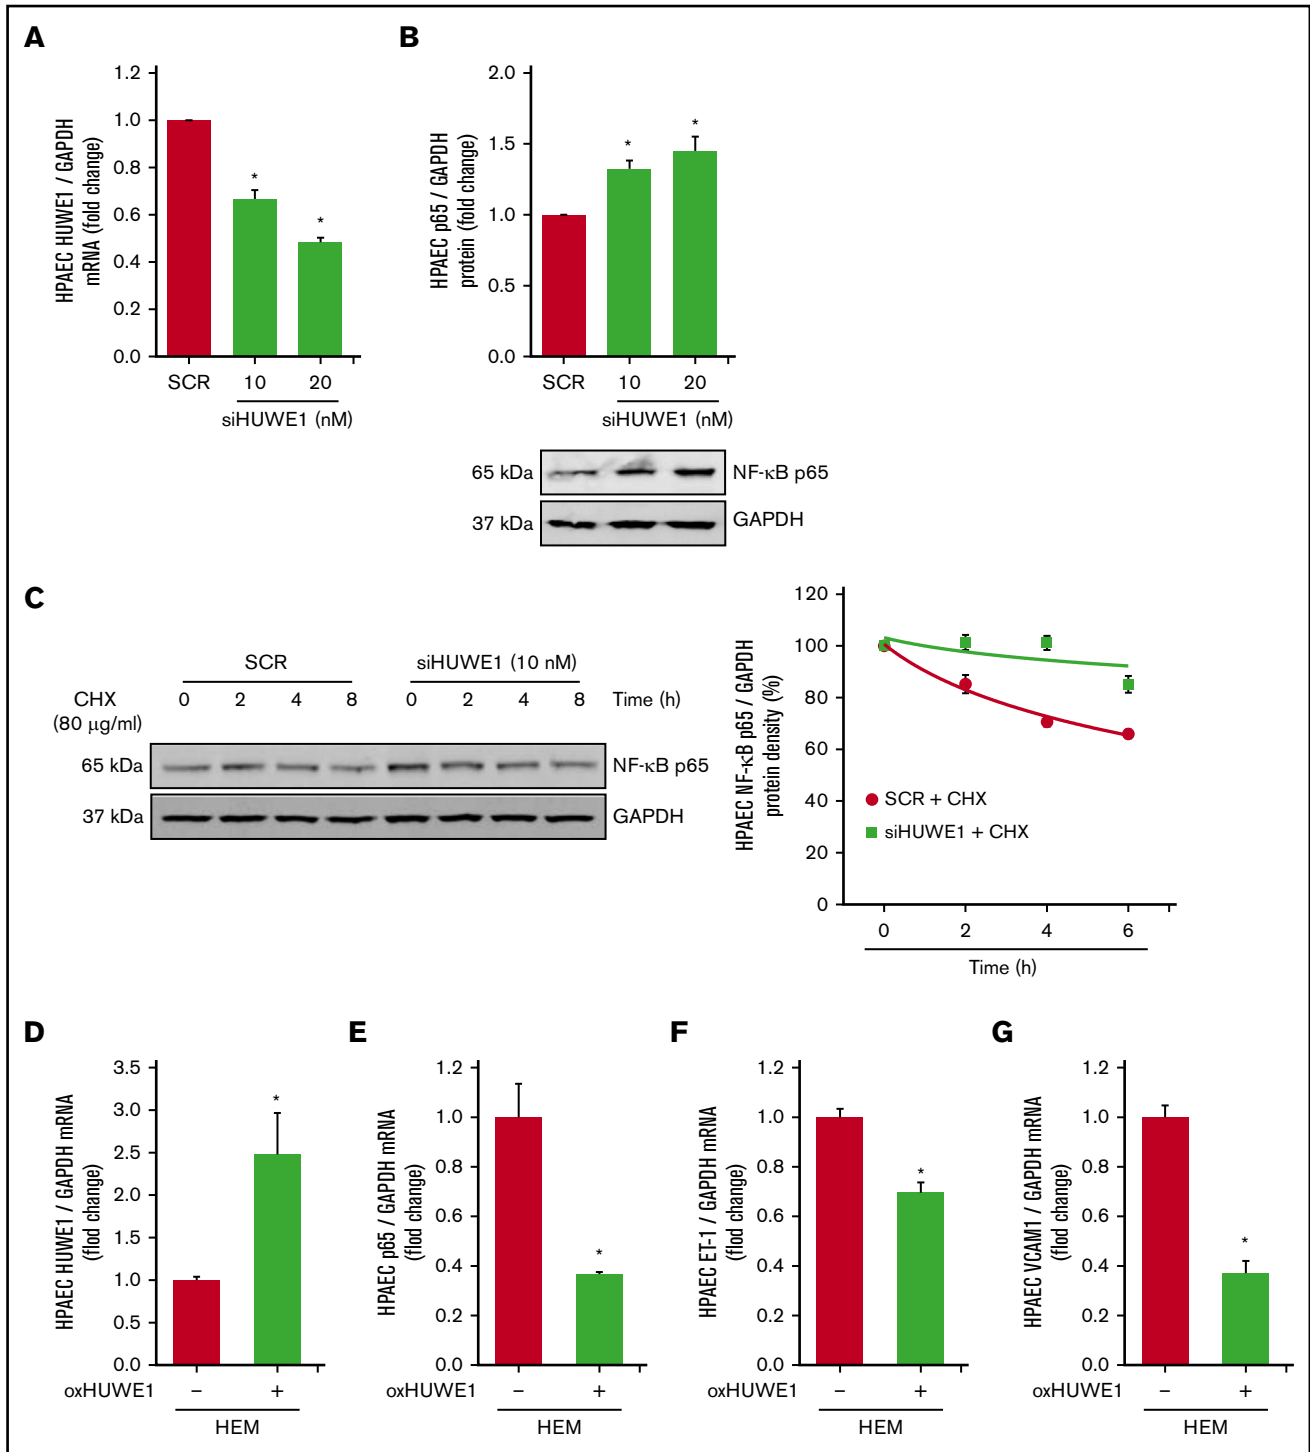 A
HPAEC HUWE1 / GAPDH
mRNA (fold change)
1.2
1.0
0.8
0.6
0.4
0.2
0.0
*
*
SCR 10 20
siHUWE1 (nM)
B
HPAEC p65 / GAPDH
protein (fold change)
2.0
1.5
1.0
0.5
0.0
*
*
SCR 10 20
siHUWE1 (nM)
65 kDa NF-κB p65
37 kDa GAPDH
C
SCR siHUWE1 (10 nM)
CHX 0 2 4 8 0 2 4 8 Time (h)
(80 μg/ml)
65 kDa NF-κB p65
37 kDa GAPDH
HPAEC NF-κB p65 / GAPDH
protein density (%)
120
100
80
60
40
20
0
SCR + CHX
siHUWE1 + CHX
0 2 4 6
Time (h)
D
HPAEC HUWE1 / GAPDH mRNA
(flod change)
3.5
3.0
2.5
2.0
1.5
1.0
0.5
0.0
*
oxHUWE1 − +
HEM
E
HPAEC p65 / GAPDH mRNA
(flod change)
1.2
1.0
0.8
0.6
0.4
0.2
0.0
*
− +
HEM
F
HPAEC ET-1 / GAPDH mRNA
(flod change)
1.2
1.0
0.8
0.6
0.4
0.2
0.0
*
oxHUWE1 − +
HEM
G
HPAEC VCAM1 / GAPDH mRNA
(flod change)
1.2
1.0
0.8
0.6
0.4
0.2
0.0
*
oxHUWE1 − +
HEM